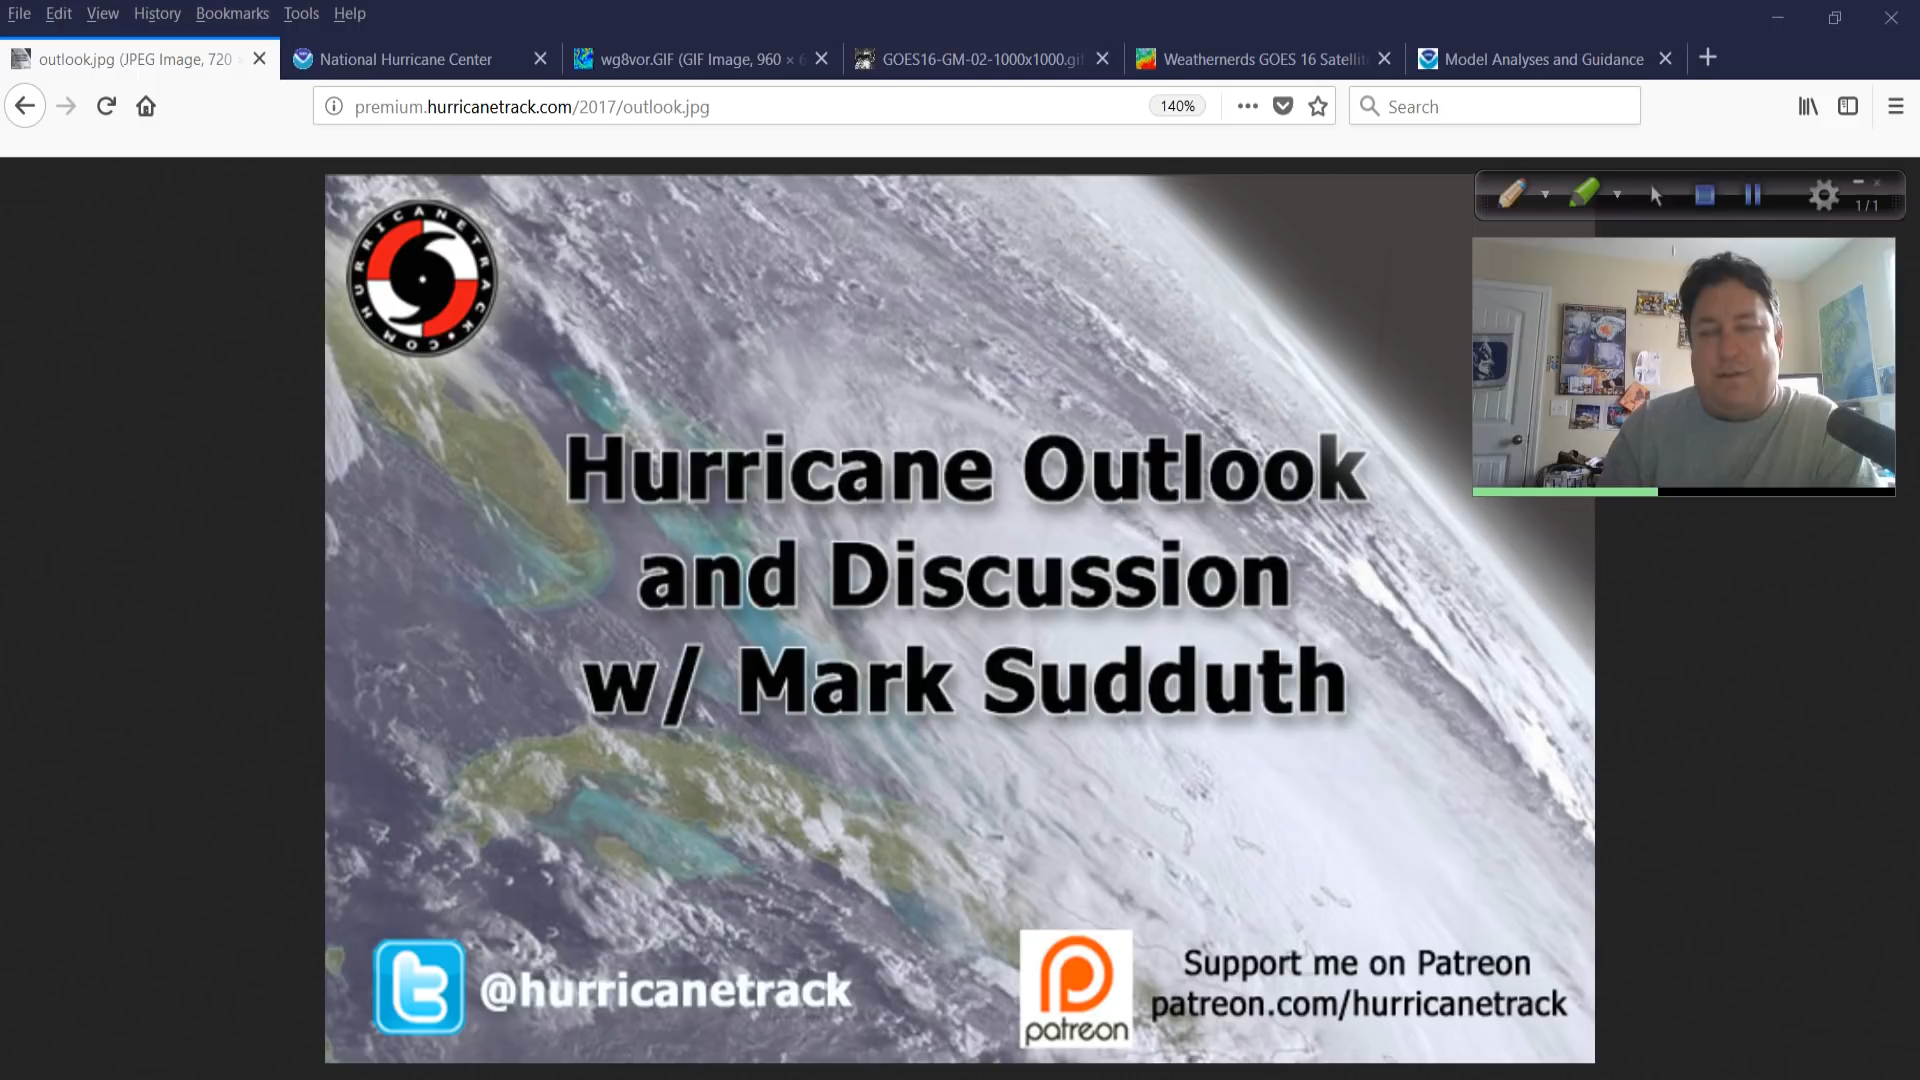 File Edit View History Bookmarks Tools Help
outlook.jpg (JPEG Image, 720
National Hurricane Center
wg8vor.GIF (GIF Image, 960 × 6
GOES16-GM-02-1000x1000.gif
Weathernerds GOES 16 Satellit
Model Analyses and Guidance
premium.hurricanetrack.com/2017/outlook.jpg
140%
Search
1/1
HURRICANETRACK.COM
Hurricane Outlook
and Discussion
w/ Mark Sudduth
@hurricanetrack
patreon
Support me on Patreon
patreon.com/hurricanetrack